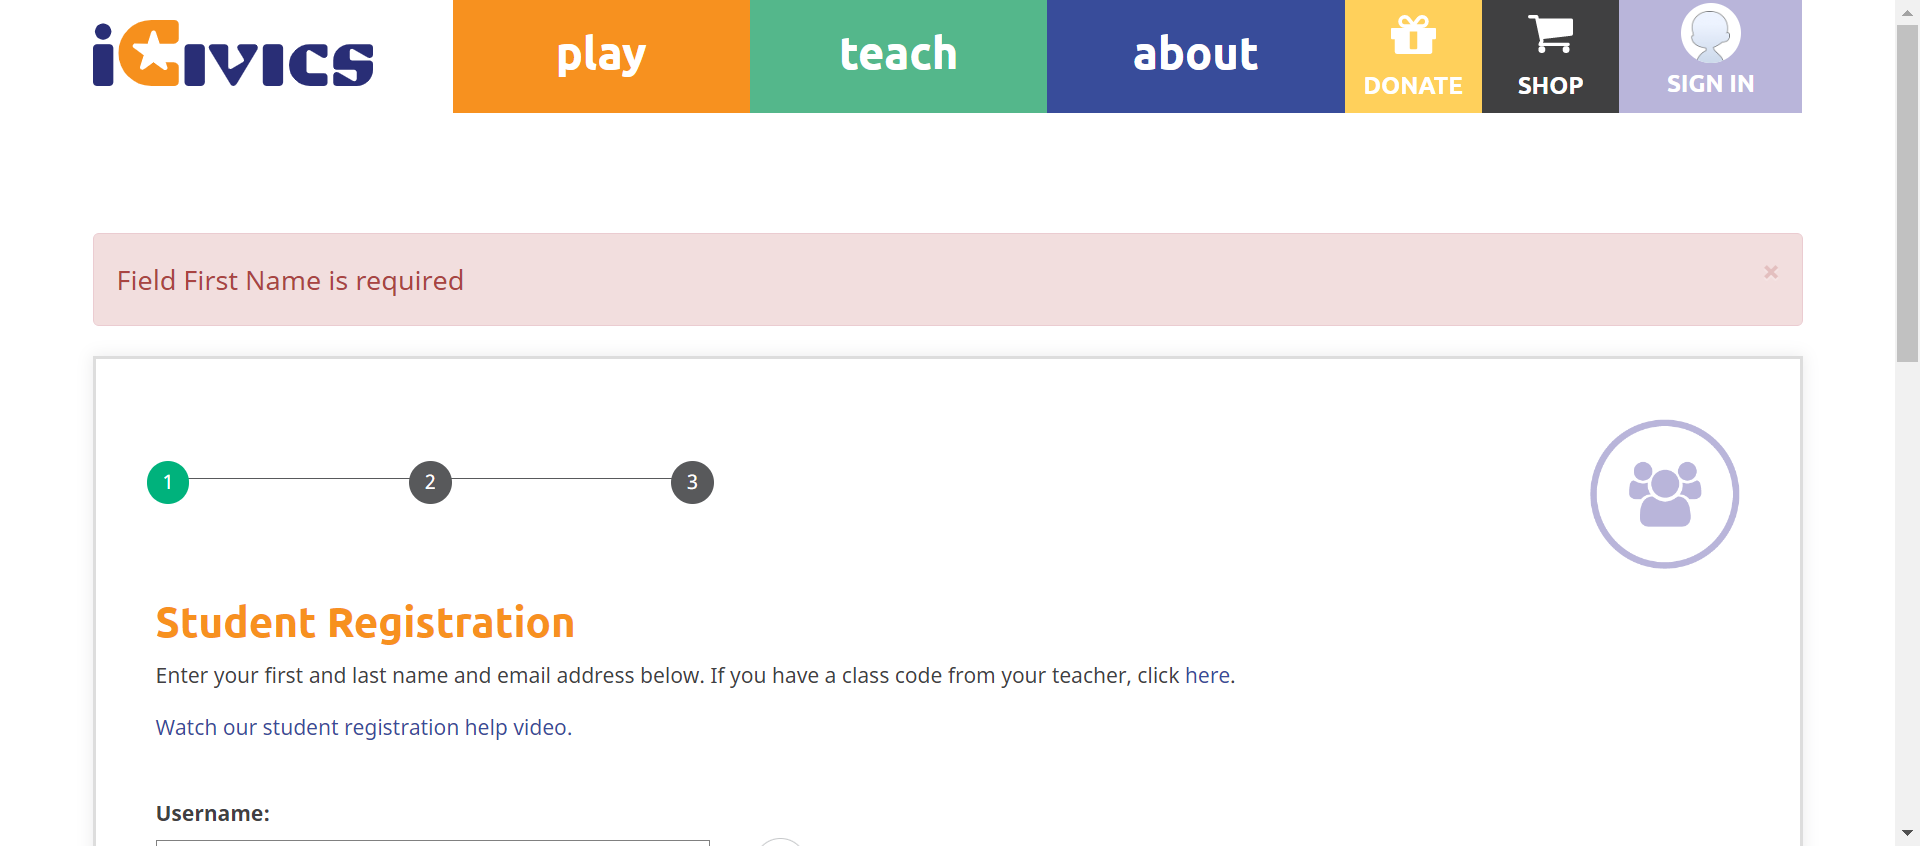 iCivics
play
teach
about
DONATE
SHOP
SIGN IN
Field First Name is required
×
1
2
3
Student Registration
Enter your first and last name and email address below. If you have a class code from your teacher, click here.
Watch our student registration help video.
Username: